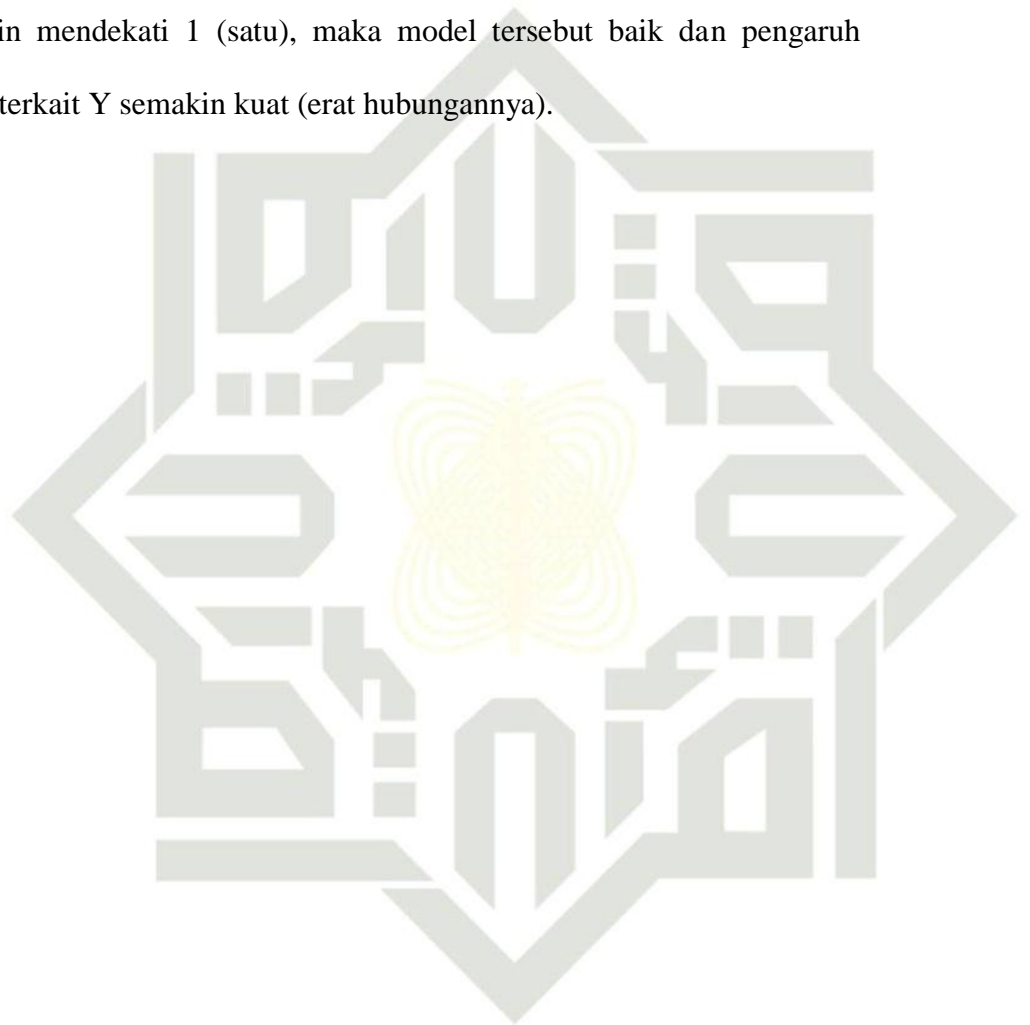 in mendekati 1 (satu), maka model tersebut baik dan pengaruh
terkait Y semakin kuat (erat hubungannya).